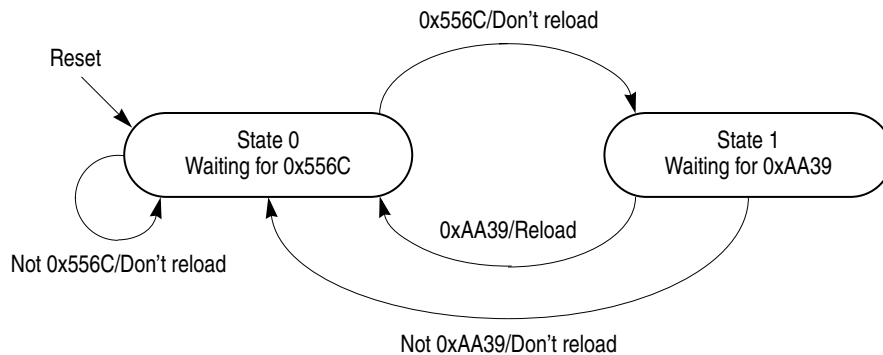 0x556C/Don't reload
Reset
State 0
Waiting for 0x556C
State 1
Waiting for 0xAA39
0xAA39/Reload
Not 0x556C/Don't reload
Not 0xAA39/Don't reload